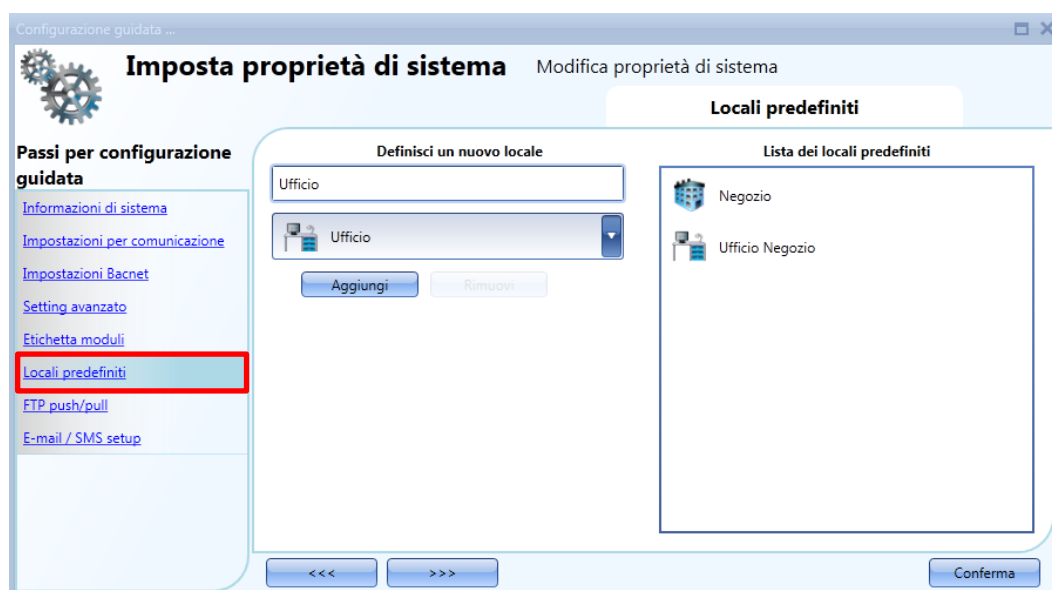 Configurazione guidata ...
Imposta proprietà di sistema
Modifica proprietà di sistema
Locali predefiniti
Passi per configurazione
guidata
Informazioni di sistema
Impostazioni per comunicazione
Impostazioni Bacnet
Setting avanzato
Etichetta moduli
Locali predefiniti
FTP push/pull
E-mail / SMS setup
Definisci un nuovo locale
Ufficio
Ufficio
Aggiungi
Rimuovi
Lista dei locali predefiniti
Negozio
Ufficio Negozio
<<<
>>>
Conferma